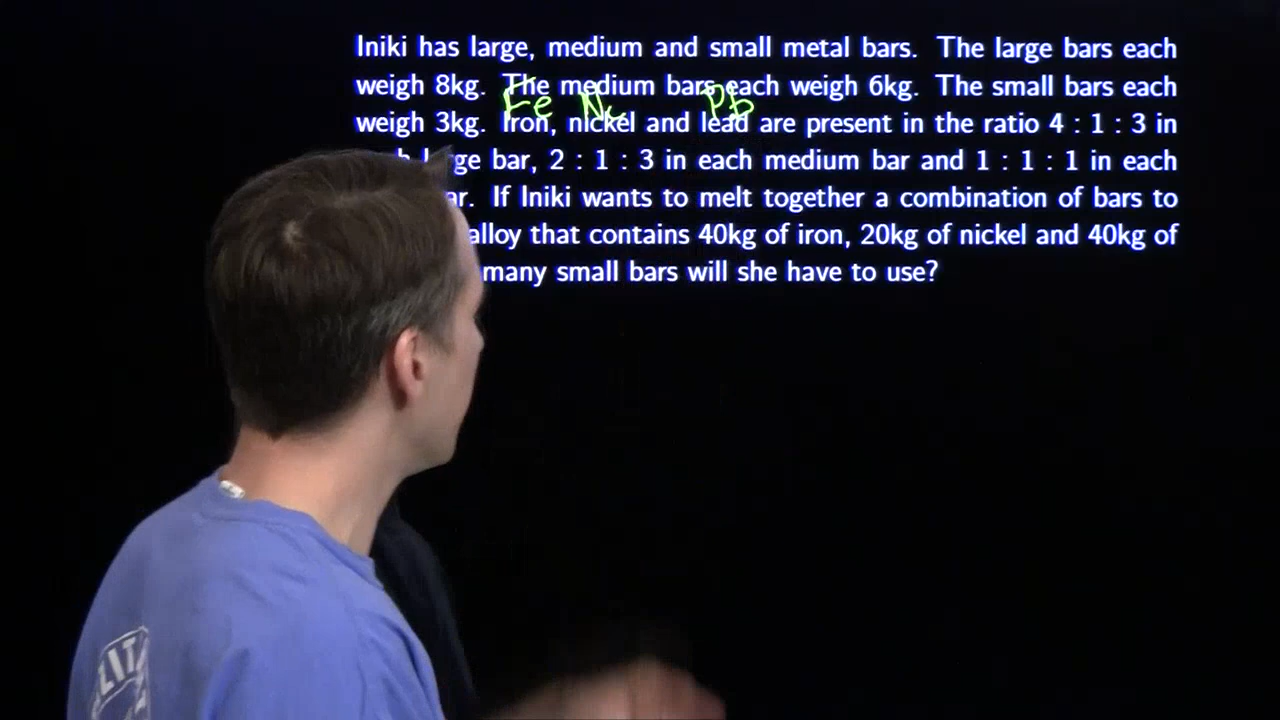 Iniki has large, medium and small metal bars. The large bars each
weigh 8kg. The medium bars each weigh 6kg. The small bars each
Fe Ni Pb
weigh 3kg. Iron, nickel and lead are present in the ratio 4 : 1 : 3 in
large bar, 2 : 1 : 3 in each medium bar and 1 : 1 : 1 in each
If Iniki wants to melt together a combination of bars to
alloy that contains 40kg of iron, 20kg of nickel and 40kg of
many small bars will she have to use?